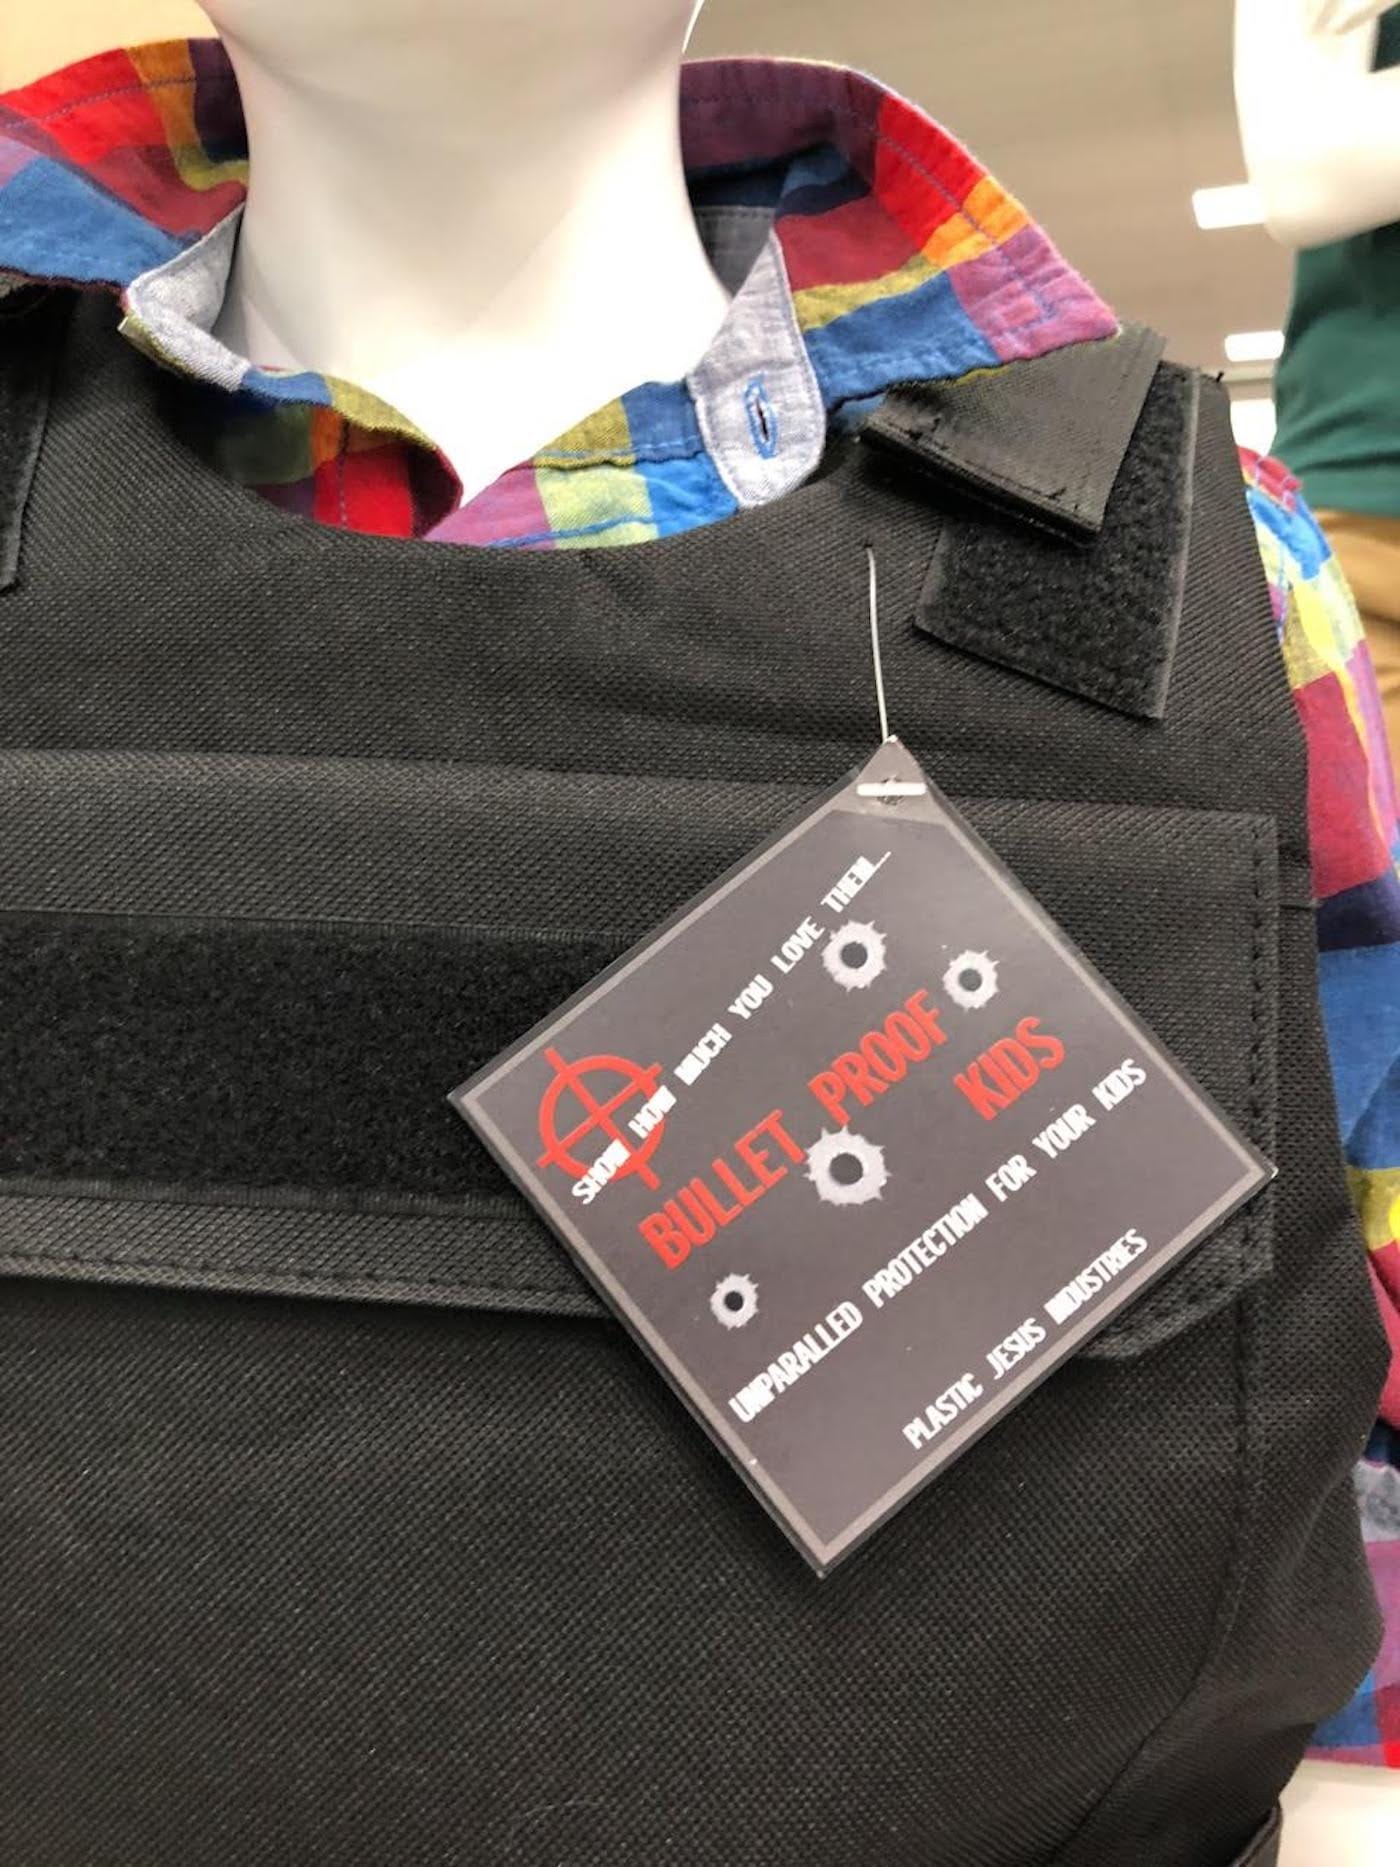 SHOW HOW MUCH YOU LOVE THEM...
BULLET PROOF
KIDS
UNPARALLED PROTECTION FOR YOUR KIDS
PLASTIC JESUS INDUSTRIES